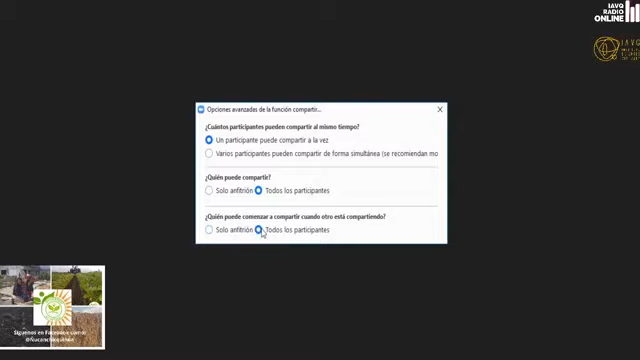 IAVQ
RADIO
ONLINE
Opciones avanzadas de la función compartir...
¿Cuántos participantes pueden compartir al mismo tiempo?
Un participante puede compartir a la vez
Varios participantes pueden compartir de forma simultánea (se recomiendan mo
¿Quién puede compartir?
Solo anfitrión
Todos los participantes
¿Quién puede comenzar a compartir cuando otro está compartiendo?
Solo anfitrión
Todos los participantes
Síguenos en Facebook como: